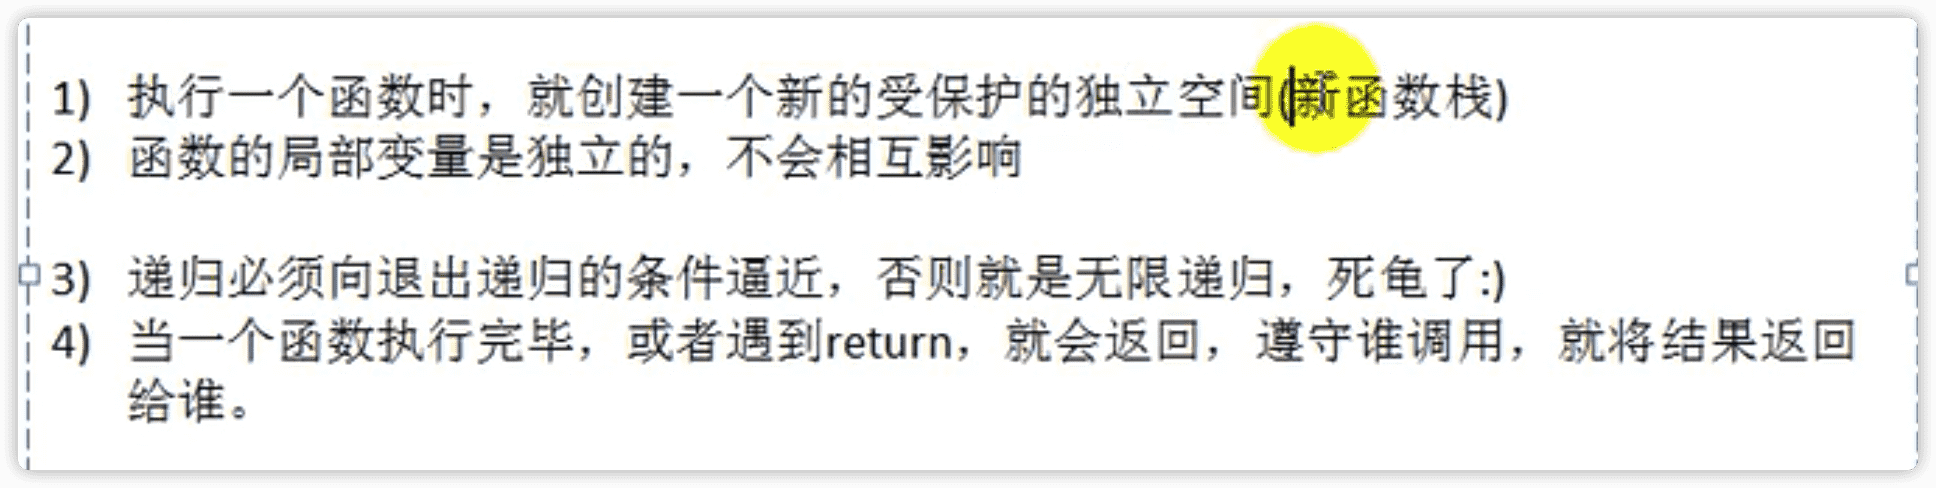 1) 执行一个函数时，就创建一个新的受保护的独立空间(新函数栈)
2) 函数的局部变量是独立的，不会相互影响
3) 递归必须向退出递归的条件逼近，否则就是无限递归，死龟了:)
4) 当一个函数执行完毕，或者遇到return，就会返回，遵守谁调用，就将结果返回
给谁。